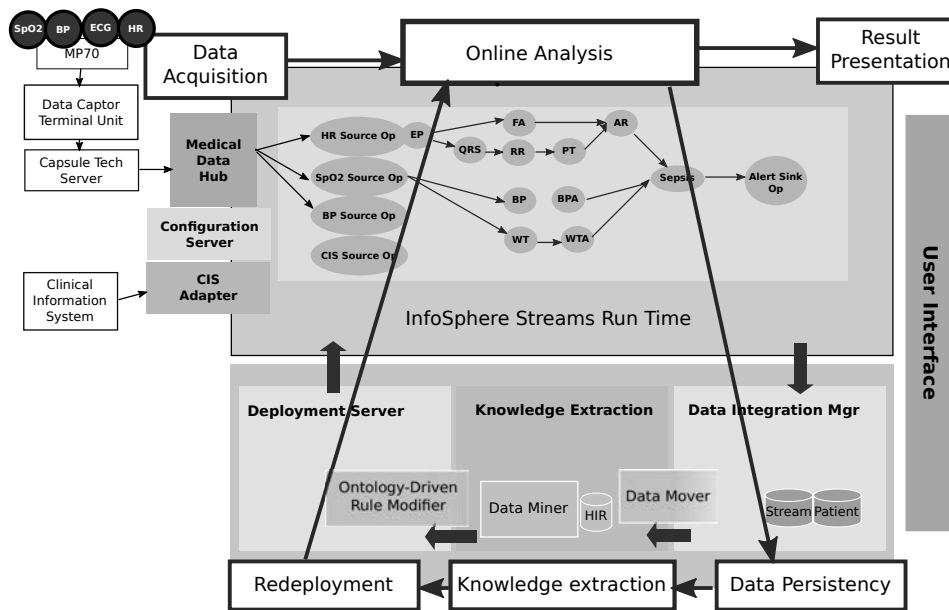 SpO2
BP
ECG
HR
MP70
Data
Acquisition
Online Analysis
Result
Presentation
Data Captor
Terminal Unit
Capsule Tech
Server
Medical
Data
Hub
HR Source Op
EP
FA
AR
QRS
RR
PT
SpO2 Source Op
BP
BPA
Sepsis
Alert Sink
Op
BP Source Op
WT
WTA
CIS Source Op
Configuration
Server
Clinical
Information
System
CIS
Adapter
InfoSphere Streams Run Time
User Interface
Deployment Server
Knowledge Extraction
Data Integration Mgr
Ontology-Driven
Rule Modifier
Data Miner
HIR
Data Mover
Stream
Patient
Redeployment
Knowledge extraction
Data Persistency